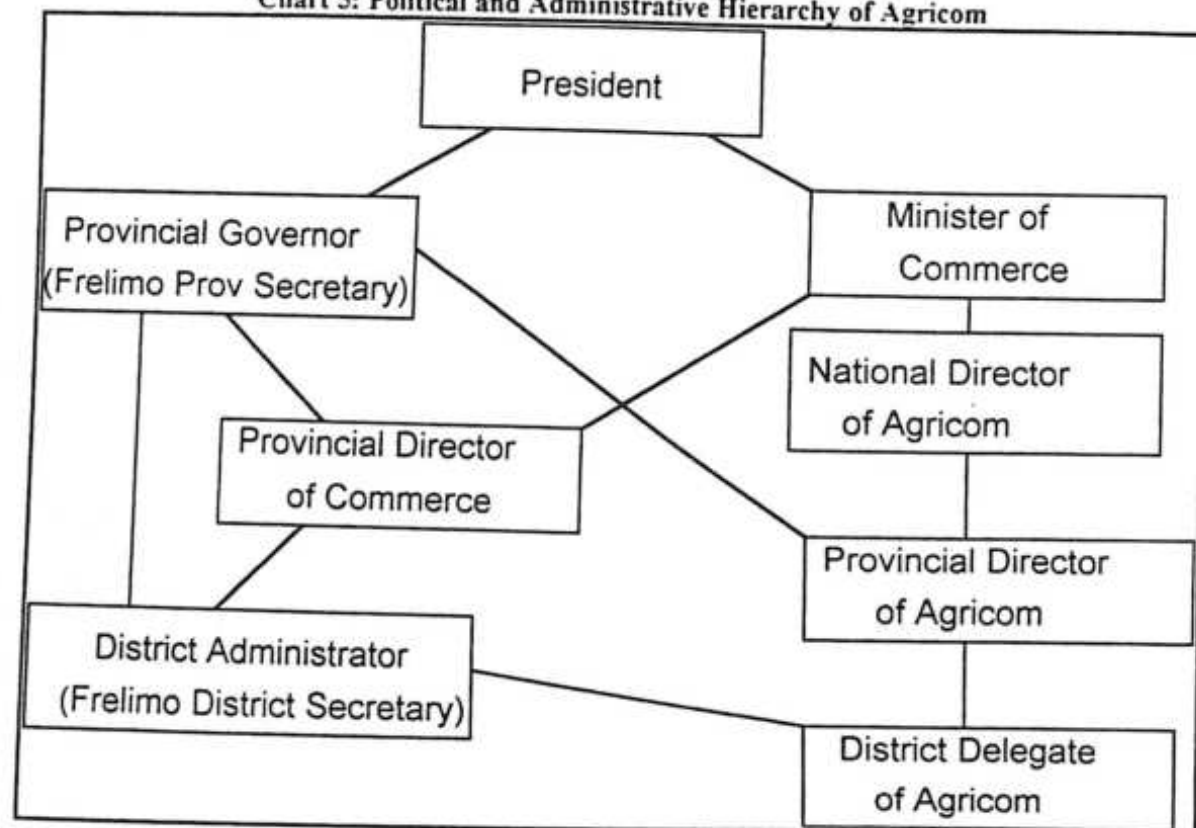 Chart 3: Political and Administrative Hierarchy of Agricom
President
Provincial Governor
(Frelimo Prov Secretary)
Minister of
Commerce
National Director
of Agricom
Provincial Director
of Commerce
Provincial Director
of Agricom
District Administrator
(Frelimo District Secretary)
District Delegate
of Agricom